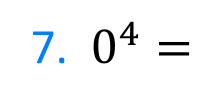 7. 0⁴ =